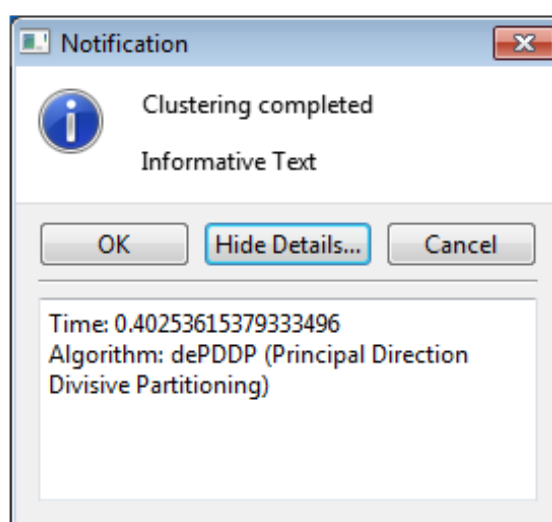 Notification
Clustering completed
Informative Text
OK
Hide Details...
Cancel
Time: 0.40253615379333496
Algorithm: dePDDP (Principal Direction
Divisive Partitioning)